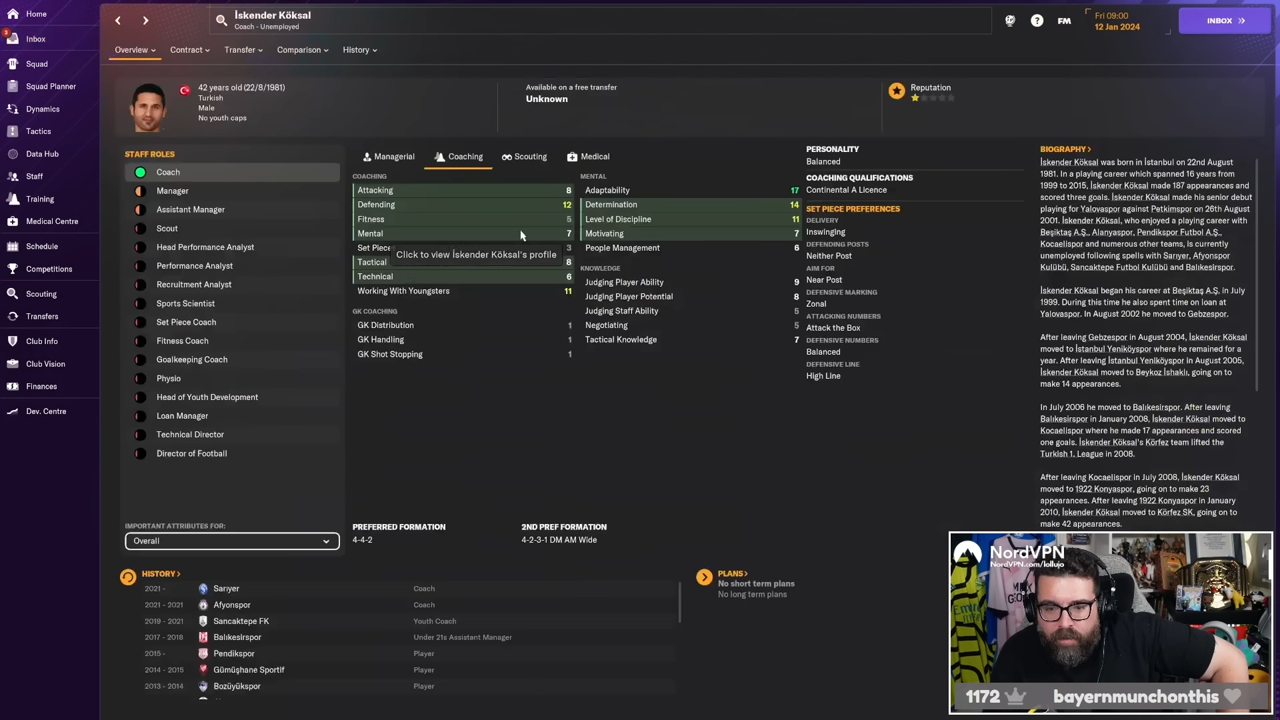 Home
İskender Köksal
Coach - Unemployed
Fri 09:00
12 Jan 2024
FM
INBOX
3
Inbox
Squad
Squad Planner
Dynamics
Tactics
Data Hub
Staff
Training
Medical Centre
Schedule
Competitions
Scouting
Transfers
Club Info
Club Vision
Finances
Dev. Centre
Overview
Contract
Transfer
Comparison
History
42 years old (22/8/1981)
Turkish
Male
No youth caps
Available on a free transfer
Unknown
Reputation
STAFF ROLES
Coach
Manager
Assistant Manager
Scout
Head Performance Analyst
Performance Analyst
Recruitment Analyst
Sports Scientist
Set Piece Coach
Fitness Coach
Goalkeeping Coach
Physio
Head of Youth Development
Loan Manager
Technical Director
Director of Football
IMPORTANT ATTRIBUTES FOR:
Overall
Managerial
Coaching
Scouting
Medical
COACHING
Attacking 8
Defending 12
Fitness 5
Mental 7
Set Piece 3
Click to view İskender Köksal's profile
Tactical 8
Technical 6
Working With Youngsters 11
GK COACHING
GK Distribution 1
GK Handling 1
GK Shot Stopping 1
MENTAL
Adaptability 17
Determination 14
Level of Discipline 11
Motivating 7
People Management 6
KNOWLEDGE
Judging Player Ability 9
Judging Player Potential 8
Judging Staff Ability 5
Negotiating 5
Tactical Knowledge 7
PREFERRED FORMATION
4-4-2
2ND PREF FORMATION
4-2-3-1 DM AM Wide
PERSONALITY
Balanced
COACHING QUALIFICATIONS
Continental A Licence
SET PIECE PREFERENCES
DELIVERY
Inswinging
DEFENDING POSTS
Neither Post
AIM FOR
Near Post
DEFENSIVE MARKING
Zonal
ATTACKING NUMBERS
Attack the Box
DEFENSIVE NUMBERS
Balanced
DEFENSIVE LINE
High Line
BIOGRAPHY
İskender Köksal was born in İstanbul on 22nd August
1981. In a playing career which spanned 16 years from
1999 to 2015, İskender Köksal made 187 appearances and
scored three goals. İskender Köksal made his senior debut
playing for Yalovaspor against Petkimspor on 26th August
2001. İskender Köksal, who enjoyed a playing career with
Beşiktaş A.Ş., Alanyaspor, Pendikspor Futbol A.Ş.,
Kocaelispor and numerous other teams, is currently
unemployed following spells with Sarıyer, Afyonspor
Kulübü, Sancaktepe Futbol Kulübü and Balıkesirspor.
İskender Köksal began his career at Beşiktaş A.Ş. in July
1999. During this time he also spent time on loan at
Yalovaspor. In August 2002 he moved to Gebzespor.
After leaving Gebzespor in August 2004, İskender Köksal
moved to İstanbul Yeniköyspor where he remained for a
year. After leaving İstanbul Yeniköyspor in August 2005,
İskender Köksal moved to Beykoz İshaklı, going on to
make 14 appearances.
In July 2006 he moved to Balıkesirspor. After leaving
Balıkesirspor in January 2008, İskender Köksal moved to
Kocaelispor where he made 17 appearances and scored
one goals. İskender Köksal's Körfez team lifted the
Turkish 1. League in 2008.
After leaving Kocaelispor in July 2008, İskender Köksal
moved to 1922 Konyaspor, going on to make 23
appearances. After leaving 1922 Konyaspor in January
2010, İskender Köksal moved to Körfez SK, going on to
make 42 appearances.
HISTORY
2021 - Sarıyer Coach
2021 - 2021 Afyonspor Coach
2019 - 2021 Sancaktepe FK Youth Coach
2017 - 2018 Balıkesirspor Under 21s Assistant Manager
2015 - Pendikspor Player
2014 - 2015 Gümüşhane Sportif Player
2013 - 2014 Bozüyükspor Player
PLANS
No short term plans
No long term plans
NordVPN
NordVPN.com/lollujo
1172 bayernmunchonthis